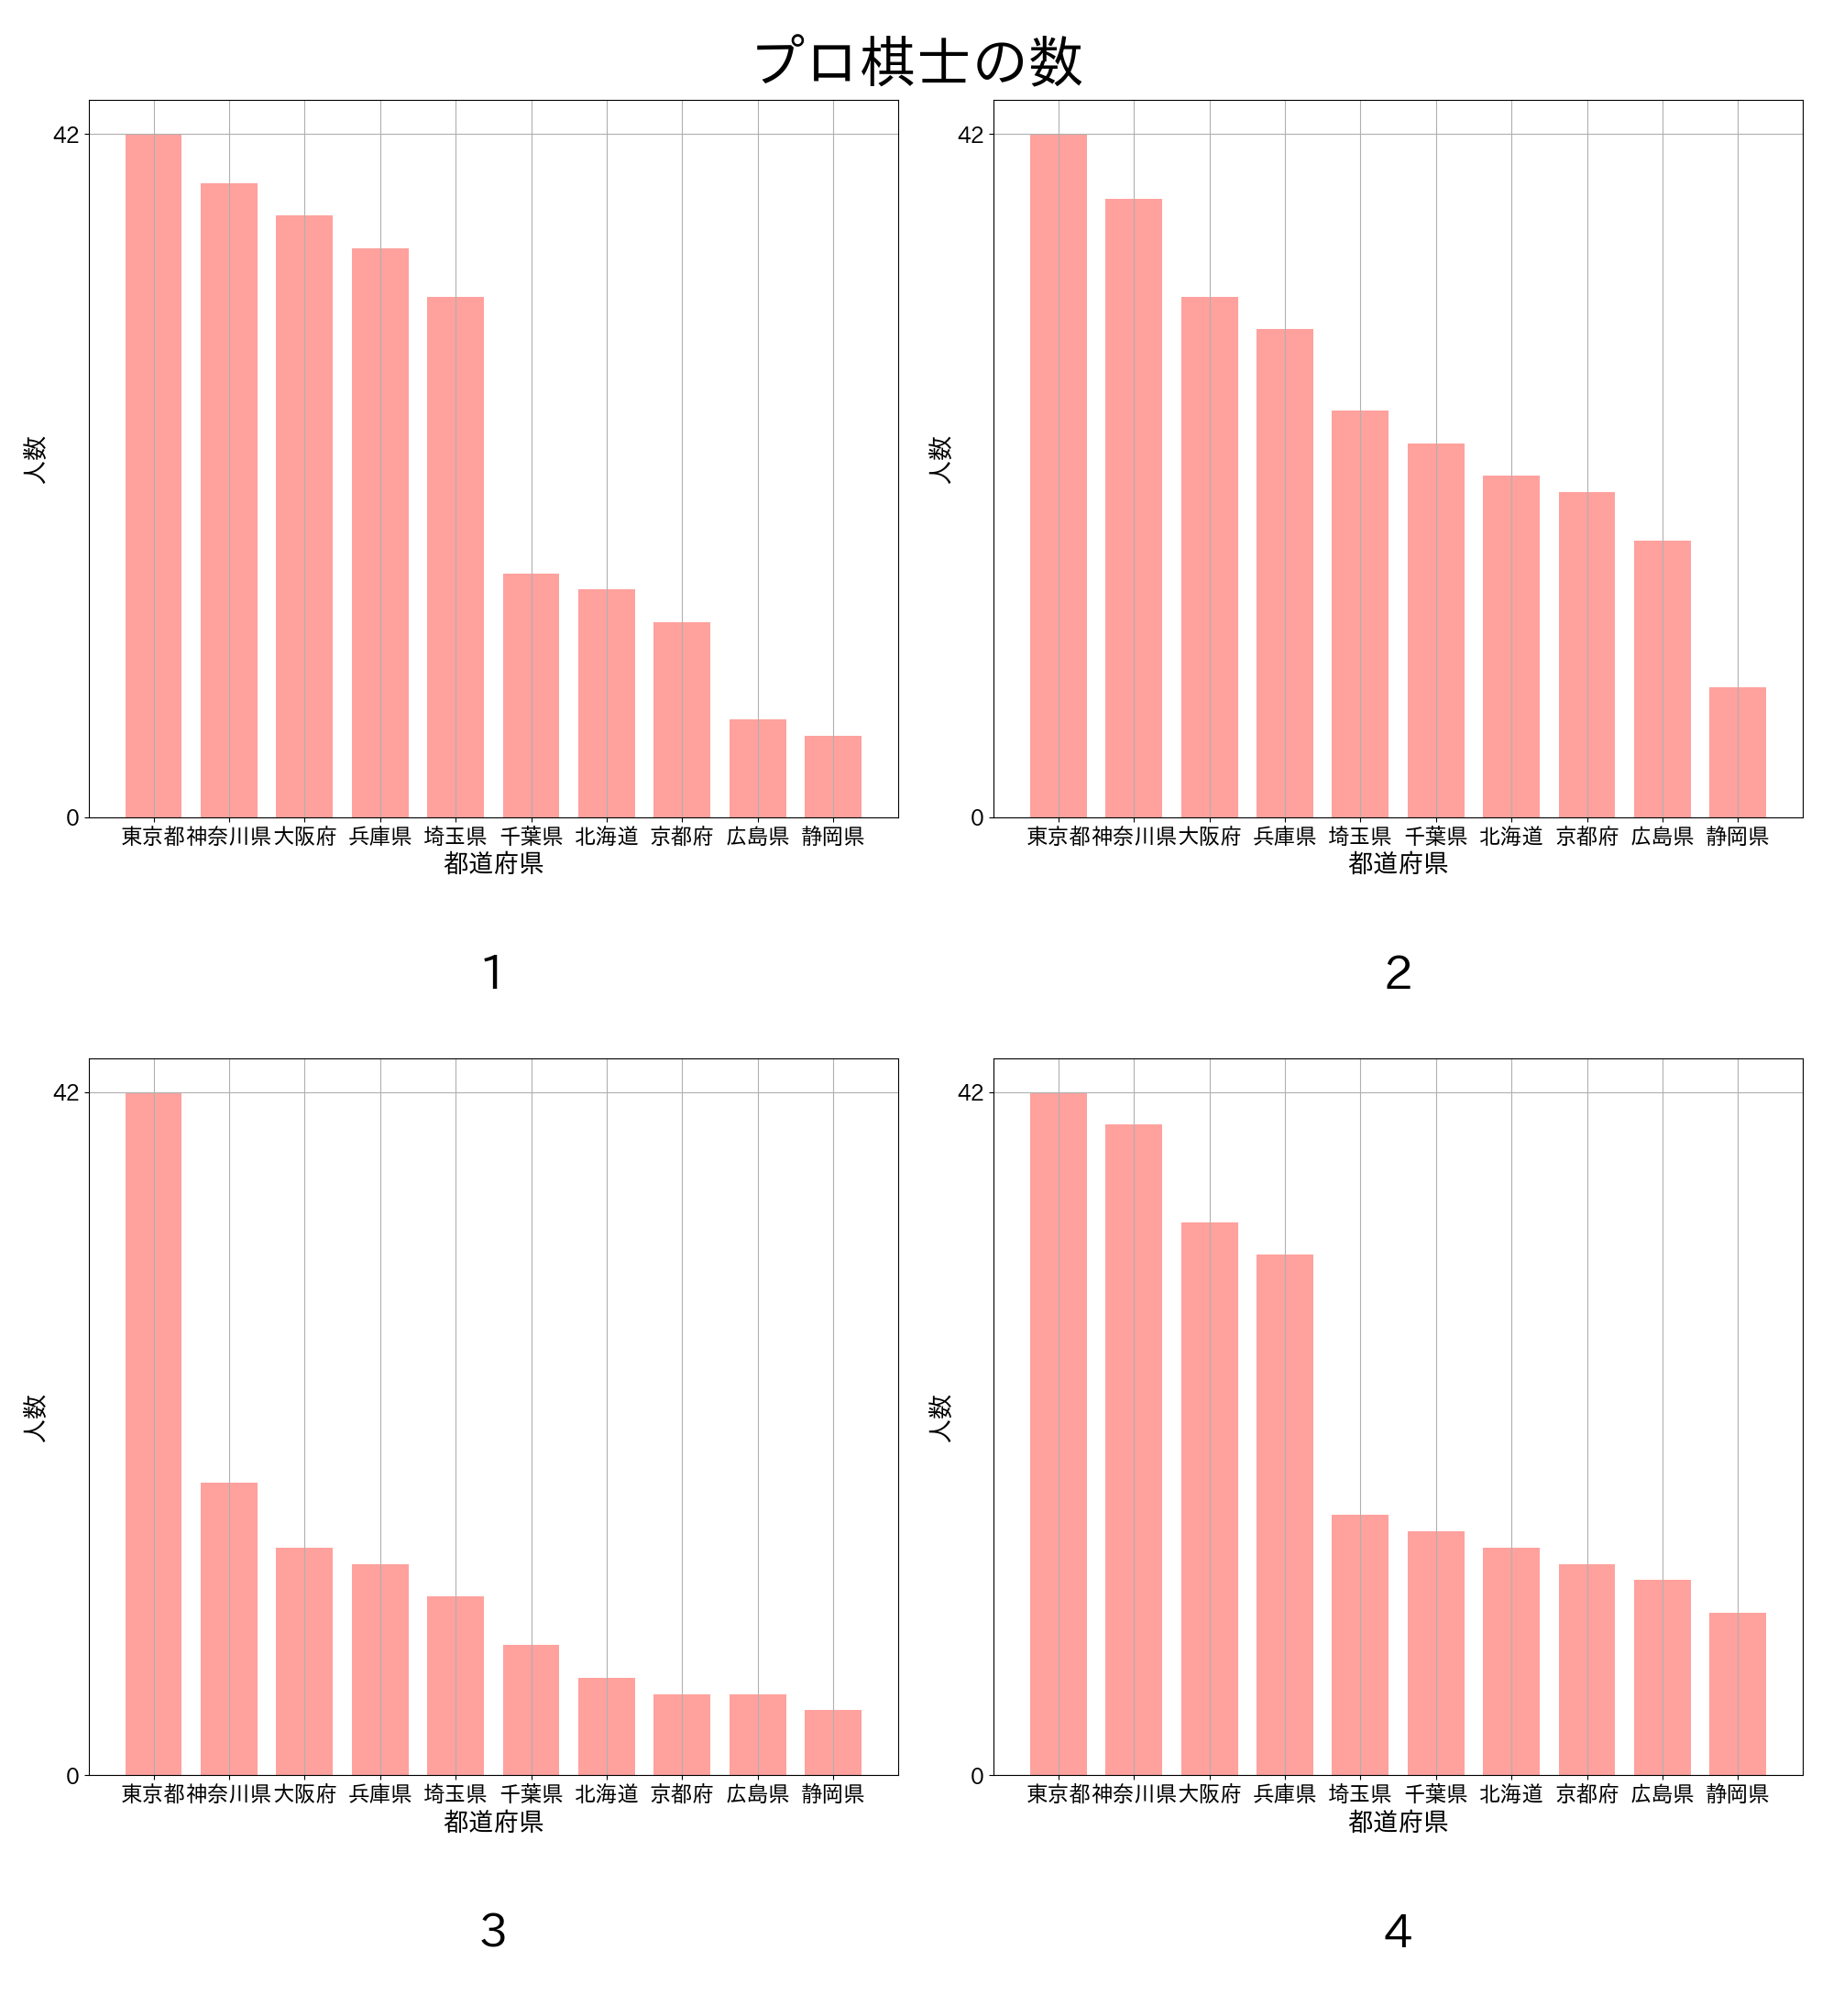 プロ棋士の数
42
0
人数
東京都 神奈川県 大阪府 兵庫県 埼玉県 千葉県 北海道 京都府 広島県 静岡県
都道府県
1
42
0
人数
東京都 神奈川県 大阪府 兵庫県 埼玉県 千葉県 北海道 京都府 広島県 静岡県
都道府県
2
42
0
人数
東京都 神奈川県 大阪府 兵庫県 埼玉県 千葉県 北海道 京都府 広島県 静岡県
都道府県
3
42
0
人数
東京都 神奈川県 大阪府 兵庫県 埼玉県 千葉県 北海道 京都府 広島県 静岡県
都道府県
4